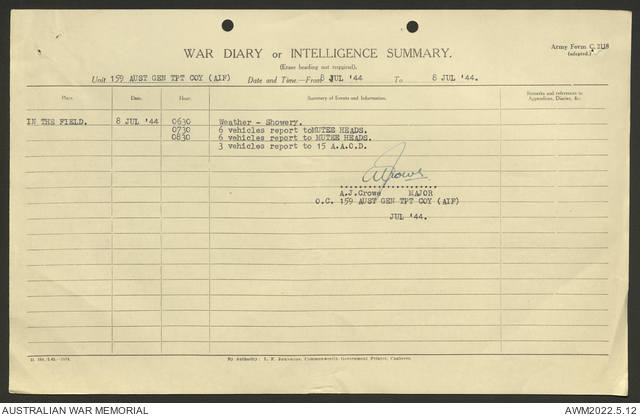 WAR DIARY or INTELLIGENCE SUMMARY.
Army Form C. 2118
(adapted.)
(Erase heading not required).
Unit 159 AUST GEN TPT COY (AIF) Date and Time.—From 8 JUL '44 To 8 JUL '44.
Place. Date. Hour. Summary of Events and Information. Remarks and references to
Appendices, Diaries, &c.
IN THE FIELD. 8 JUL '44 0630 Weather - Showery.
0730 6 vehicles report to MUTEE HEADS.
0830 6 vehicles report to MUTEE HEADS.
3 vehicles report to 15 A.A.O.D.
A.J.Crowe MAJOR
O.C. 159 AUST GEN TPT COY (AIF)
JUL '44.
By Authority: L. F. Johnston, Commonwealth Government Printer, Canberra.
AUSTRALIAN WAR MEMORIAL AWM2022.5.12